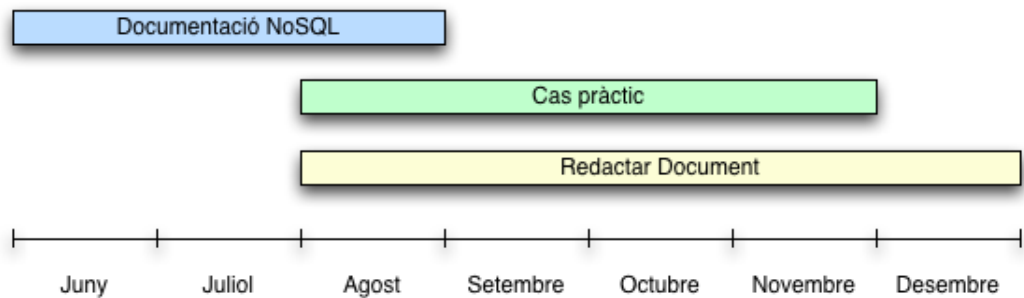 Documentació NoSQL
Cas pràctic
Redactar Document
Juny Juliol Agost Setembre Octubre Novembre Desembre